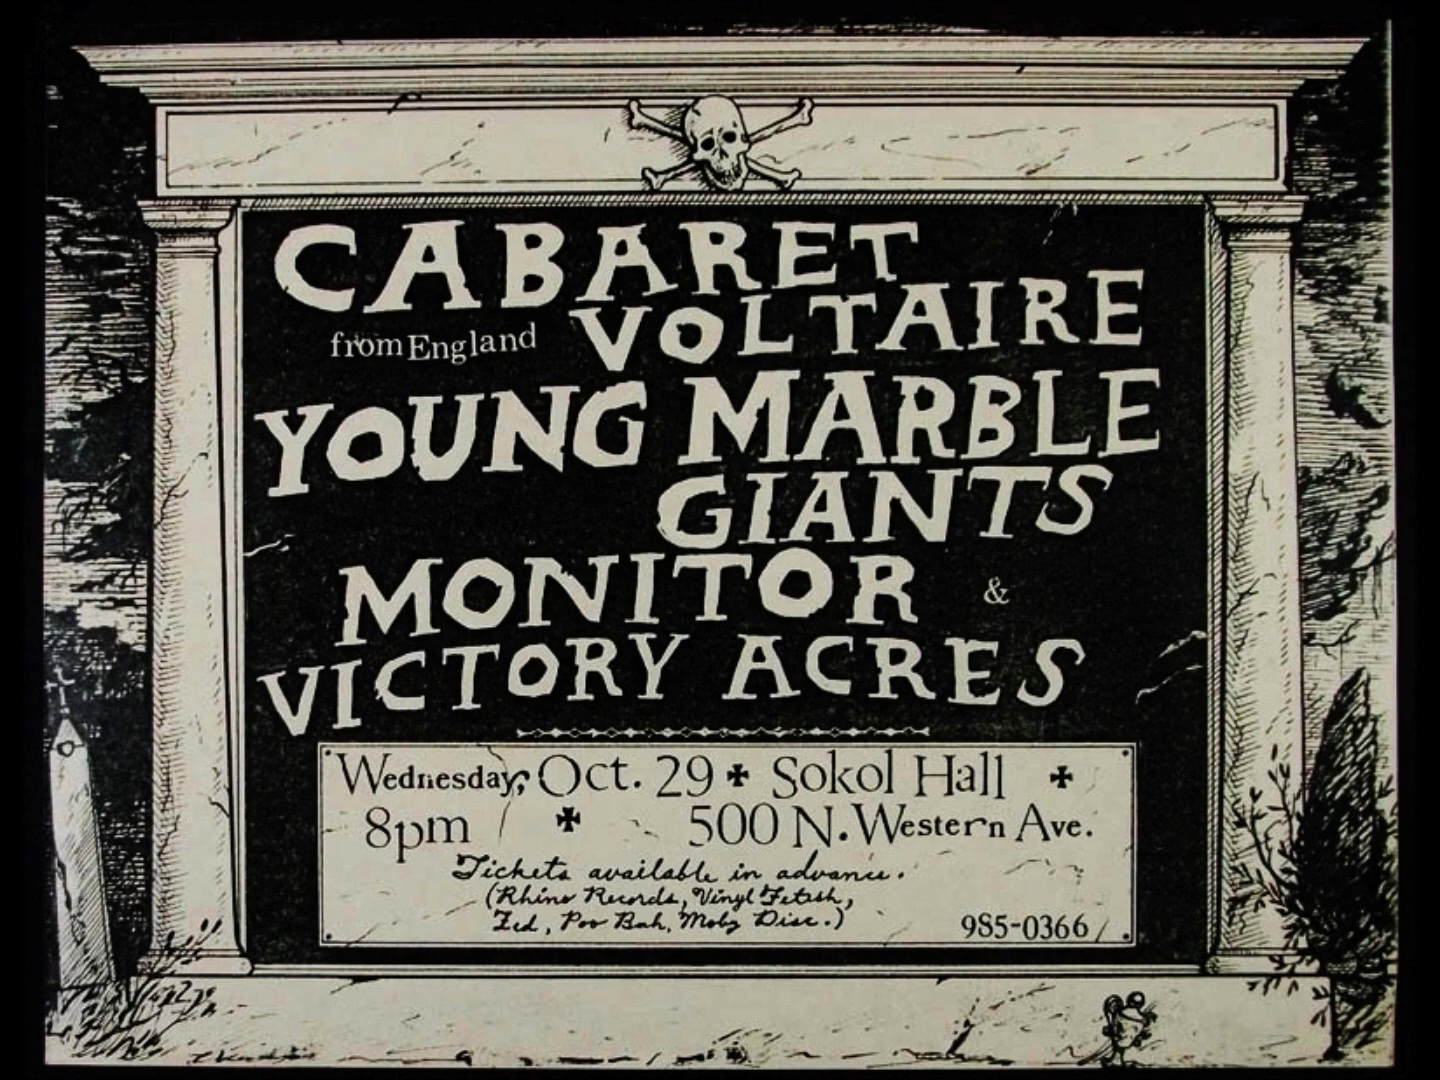 CABARET
from England VOLTAIRE
YOUNG MARBLE
GIANTS
MONITOR &
VICTORY ACRES
Wednesday, Oct. 29 ✠ Sokol Hall ✠
8pm ✠ 500 N. Western Ave.
Tickets available in advance.
(Rhino Records, Vinyl Fetish,
Zed, Poo Bah, Moby Disc.)
985-0366